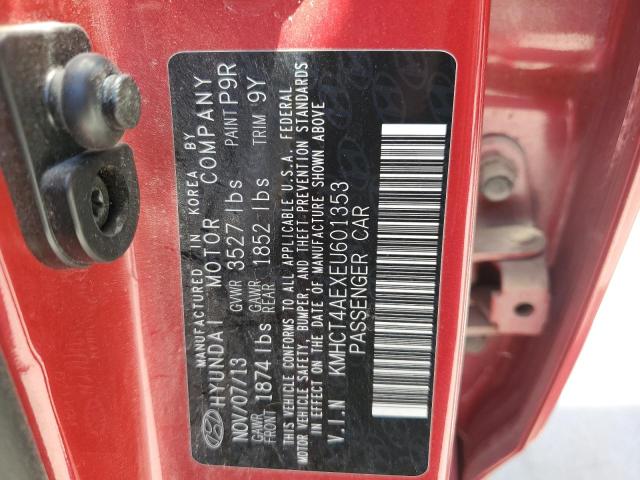 MANUFACTURED IN KOREA BY
HYUNDAI MOTOR COMPANY
NOV/07/13 GVWR 3527 lbs PAINT P9R
GAWR FRONT 1874 lbs GAWR REAR 1852 lbs TRIM 9Y
THIS VEHICLE CONFORMS TO ALL APPLICABLE U.S.A. FEDERAL
MOTOR VEHICLE SAFETY, BUMPER, AND THEFT-PREVENTION STANDARDS
IN EFFECT ON THE DATE OF MANUFACTURE SHOWN ABOVE
V.I.N KMHCT4AEXEU601353
PASSENGER CAR